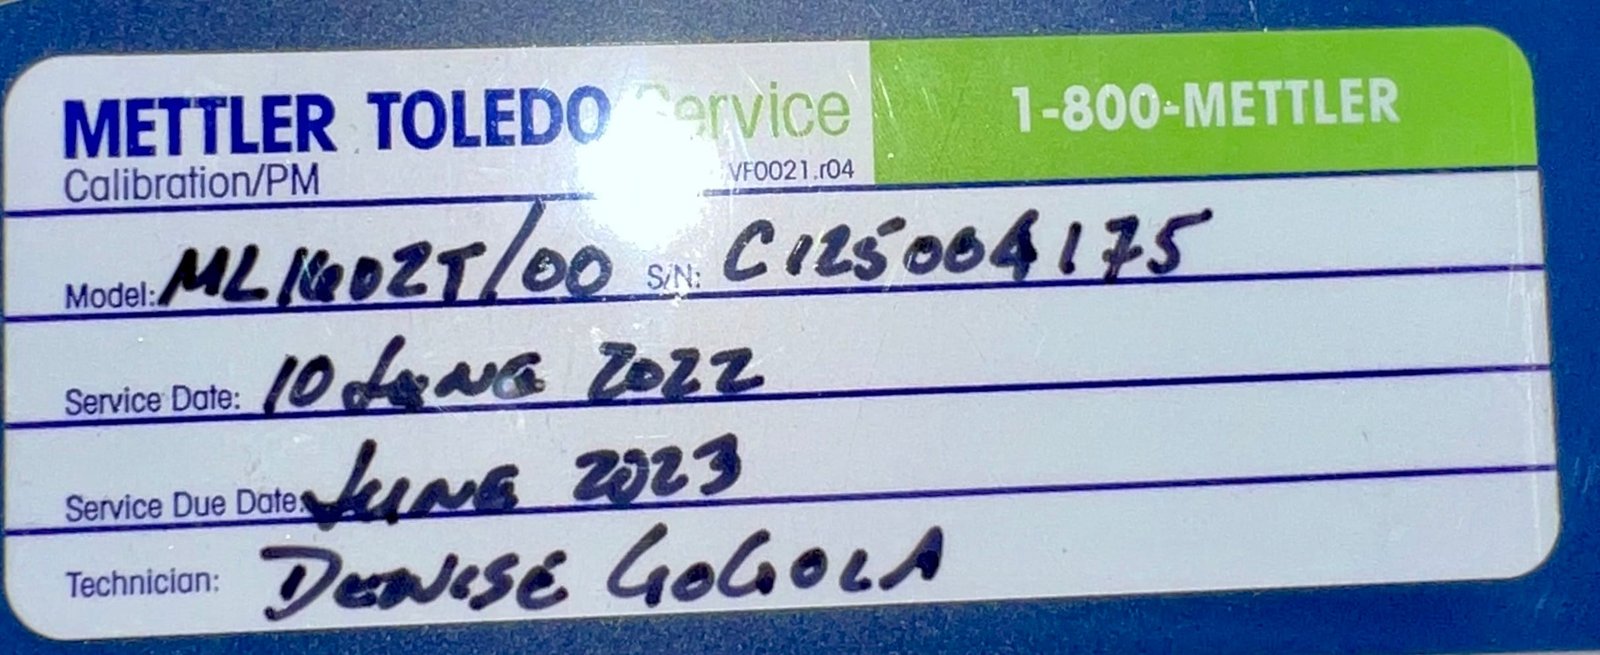 METTLER TOLEDO Service 1-800-METTLER
Calibration/PM VF0021.r04
Model: ML1602T/00 S/N: C125004175
Service Date: 10 June 2022
Service Due Date: June 2023
Technician: DENISE GOGOLA